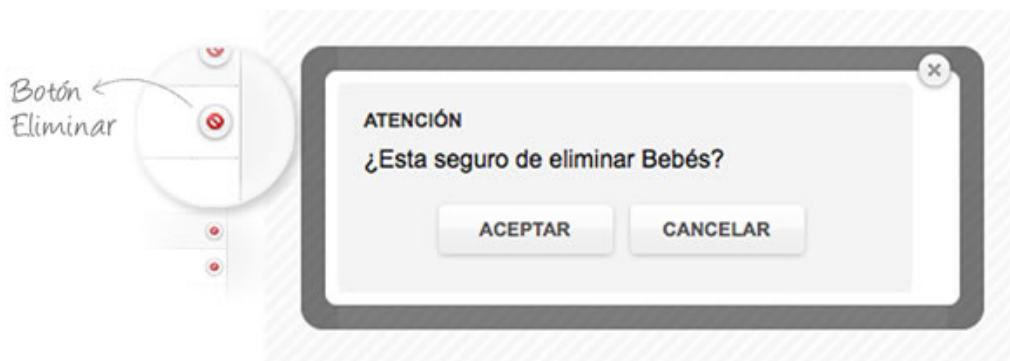 Botón
Eliminar
ATENCIÓN
¿Esta seguro de eliminar Bebés?
ACEPTAR
CANCELAR